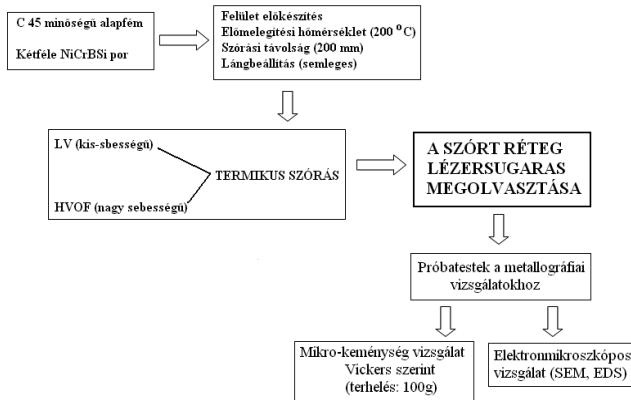 C 45 minőségű alapfém
Kétféle NiCrBSi por
Felület előkészítés
Előmelegítési hőmérséklet (200 °C)
Szórási távolság (200 mm)
Lángbeállítás (semleges)
LV (kis-sbességű)
TERMIKUS SZÓRÁS
HVOF (nagy sebességű)
A SZÓRT RÉTEG
LÉZERSUGARAS
MEGOLVASZTÁSA
Próbatestek a metallográfiai
vizsgálatokhoz
Mikro-keménység vizsgálat
Vickers szerint
(terhelés: 100g)
Elektronmikroszkópos
vizsgálat (SEM, EDS)